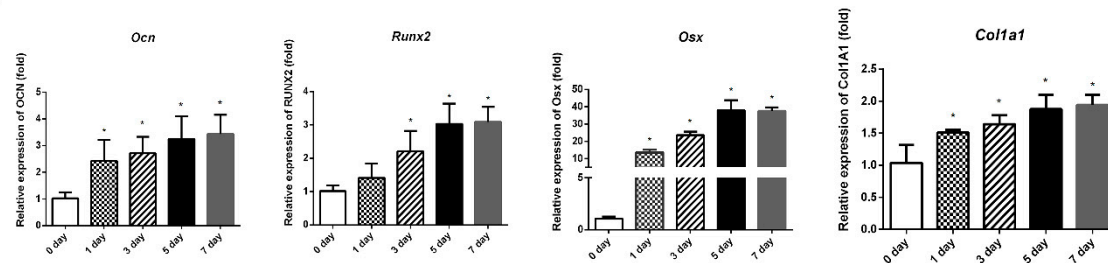 Ocn
Relative expression of OCN (fold)
5
4
3
2
1
0
* * * *
0 day
1 day
3 day
5 day
7 day
Runx2
Relative expression of RUNX2 (fold)
4
3
2
1
0
* * *
0 day
1 day
3 day
5 day
7 day
Osx
Relative expression of Osx (fold)
50
40
30
20
10
5
0
* * * *
0 day
1 day
3 day
5 day
7 day
Col1a1
Relative expression of Col1A1 (fold)
2.5
2.0
1.5
1.0
0.5
0.0
* * * *
0 day
1 day
3 day
5 day
7 day